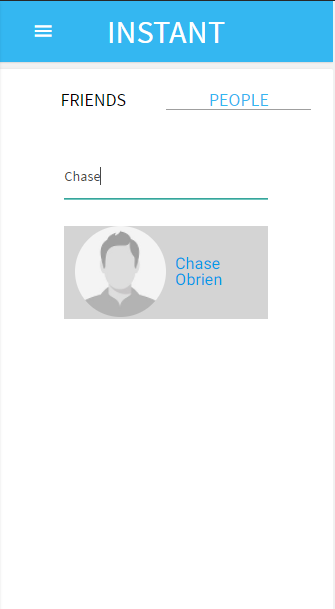 INSTANT
FRIENDS PEOPLE
Chase
Chase
Obrien